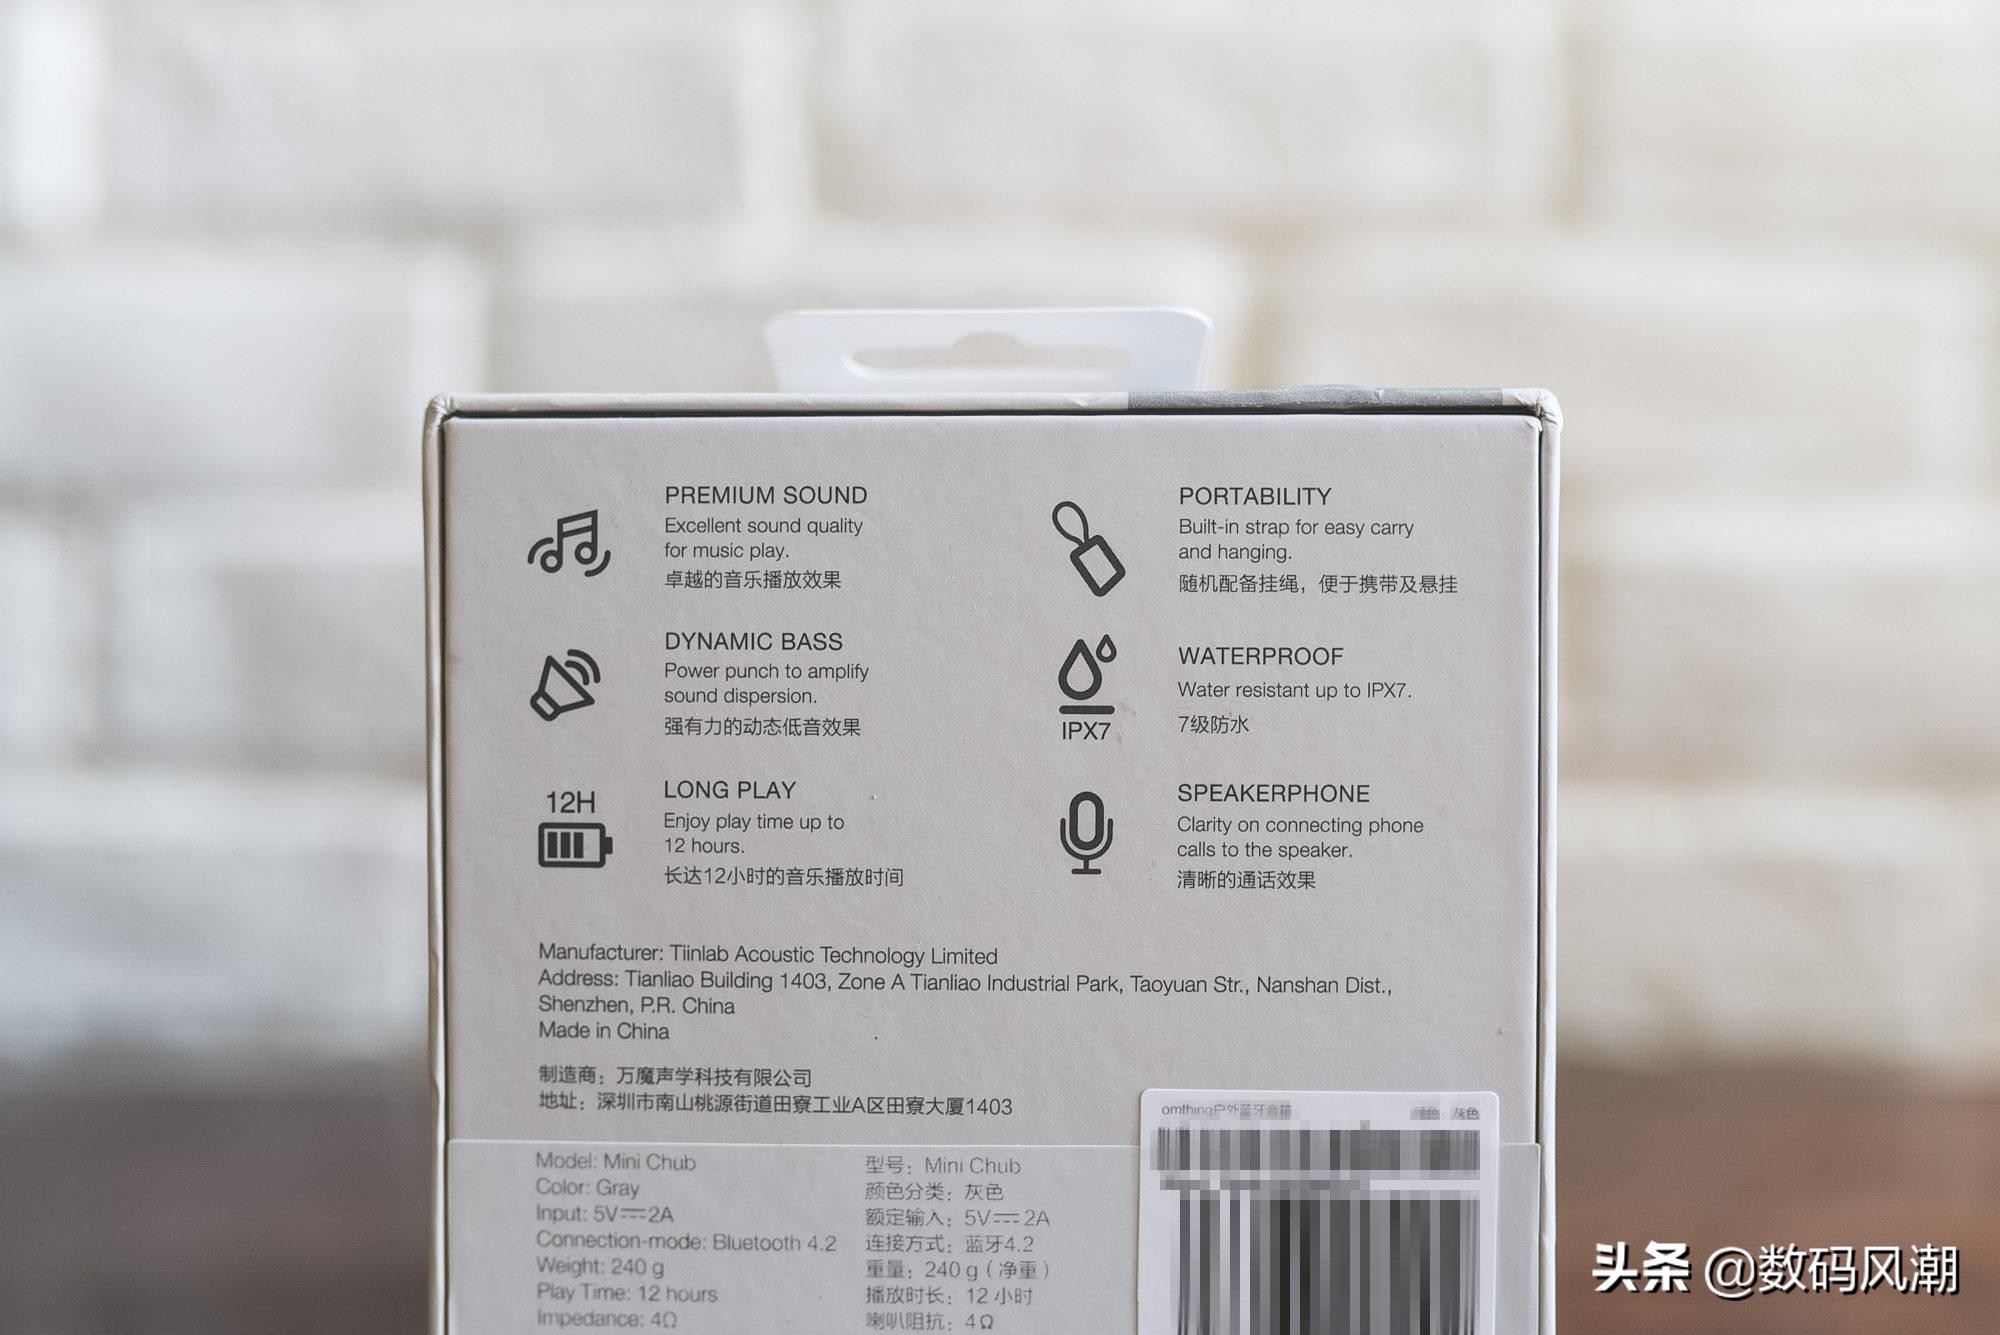 PREMIUM SOUND
Excellent sound quality
for music play.
卓越的音乐播放效果
PORTABILITY
Built-in strap for easy carry
and hanging.
随机配备挂绳，便于携带及悬挂
DYNAMIC BASS
Power punch to amplify
sound dispersion.
强有力的动态低音效果
IPX7
WATERPROOF
Water resistant up to IPX7.
7级防水
12H
LONG PLAY
Enjoy play time up to
12 hours.
长达12小时的音乐播放时间
SPEAKERPHONE
Clarity on connecting phone
calls to the speaker.
清晰的通话效果
Manufacturer: Tiinlab Acoustic Technology Limited
Address: Tianliao Building 1403, Zone A Tianliao Industrial Park, Taoyuan Str., Nanshan Dist.,
Shenzhen, P.R. China
Made in China
制造商：万魔声学科技有限公司
地址：深圳市南山桃源街道田寮工业A区田寮大厦1403
Model: Mini Chub
Color: Gray
Input: 5V⎓2A
Connection-mode: Bluetooth 4.2
Weight: 240 g
Play Time: 12 hours
Impedance: 4Ω
型号：Mini Chub
颜色分类：灰色
额定输入：5V⎓2A
连接方式：蓝牙4.2
重量：240 g（净重）
播放时长：12 小时
喇叭阻抗：4Ω
omthing户外蓝牙音箱
颜色：灰色
头条 @数码风潮